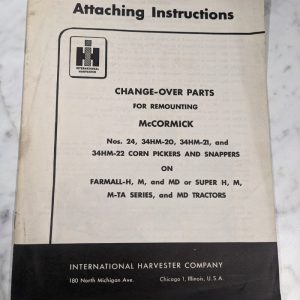 Attaching Instructions
IH
INTERNATIONAL
HARVESTER
CHANGE-OVER PARTS
FOR REMOUNTING
McCORMICK
Nos. 24, 34HM-20, 34HM-21, and
34HM-22 CORN PICKERS AND SNAPPERS
ON
FARMALL-H, M, and MD or SUPER H, M,
M-TA SERIES, and MD TRACTORS
INTERNATIONAL HARVESTER COMPANY
180 North Michigan Ave. Chicago 1, Illinois, U.S.A.